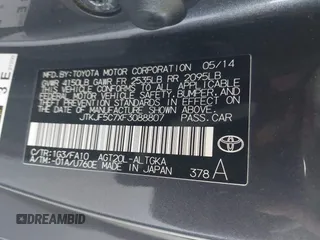 MFD. BY: TOYOTA MOTOR CORPORATION 05/14
GVWR 4150LB GAWR FR 2535LB RR 2095LB
THIS VEHICLE CONFORMS TO ALL APPLICABLE FEDERAL
MOTOR VEHICLE SAFETY, BUMPER, AND
THEFT PREVENTION STANDARDS IN EFFECT ON THE
DATE OF MANUFACTURE SHOWN ABOVE.
JTKJF5C7XF3088807 PASS.CAR
C/TR:1G3/FA10 AGT20L-ALTGKA
A/TM:-01A/U760E MADE IN JAPAN 378 A
TOYOTA
DREAMBID